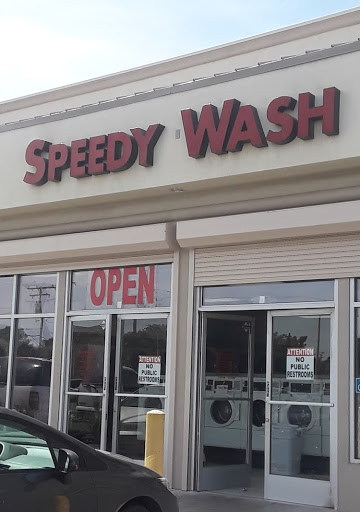 SPEEDY WASH
OPEN
ATTENTION
NO
PUBLIC
RESTROOMS
ATTENTION
NO
PUBLIC
RESTROOMS